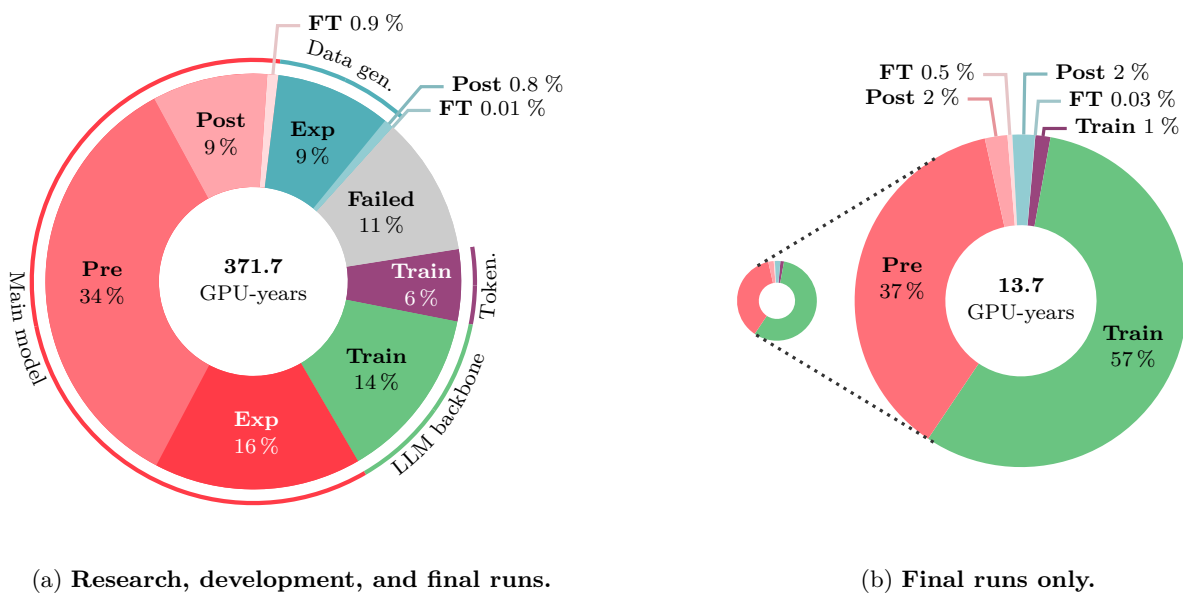 FT 0.9 %
Data gen.
Post 0.8 %
FT 0.01 %
Post
9 %
Exp
9 %
Failed
11 %
Pre
34 %
371.7
GPU-years
Train
6 %
Token.
Main model
Train
14 %
LLM backbone
Exp
16 %
(a) Research, development, and final runs.
FT 0.5 %
Post 2 %
Post 2 %
FT 0.03 %
Train 1 %
Pre
37 %
13.7
GPU-years
Train
57 %
(b) Final runs only.